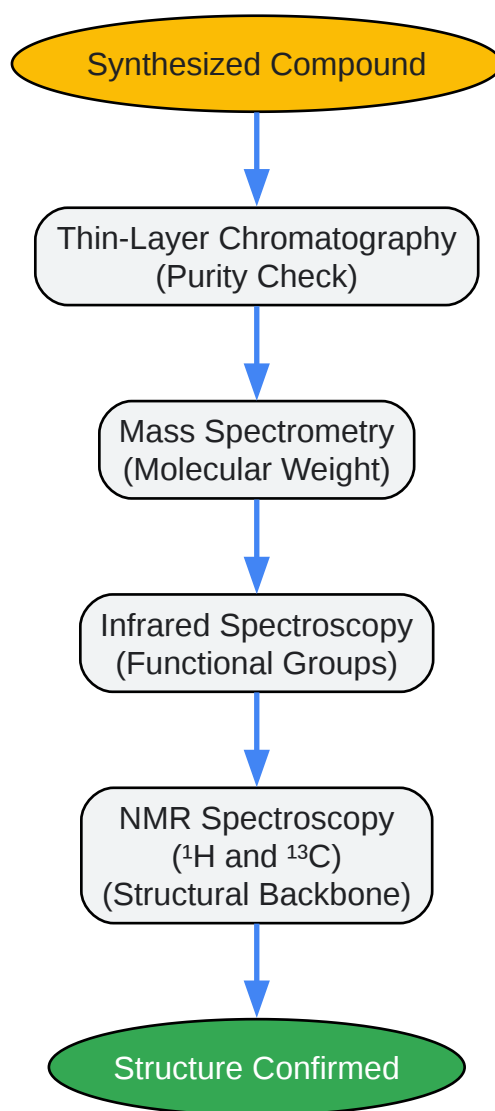 Synthesized Compound
Thin-Layer Chromatography
(Purity Check)
Mass Spectrometry
(Molecular Weight)
Infrared Spectroscopy
(Functional Groups)
NMR Spectroscopy
(¹H and ¹³C)
(Structural Backbone)
Structure Confirmed